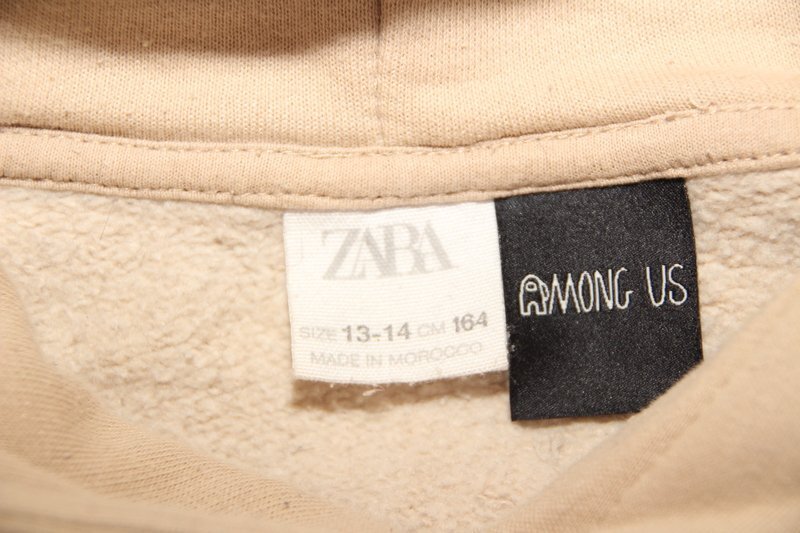 ZARA
SIZE 13-14 CM 164
MADE IN MOROCCO
AMONG US